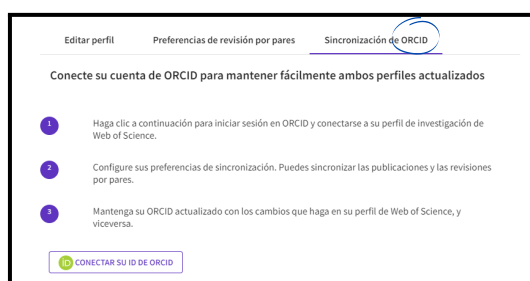 Editar perfil Preferencias de revisión por pares Sincronización de ORCID
Conecte su cuenta de ORCID para mantener fácilmente ambos perfiles actualizados
1 Haga clic a continuación para iniciar sesión en ORCID y conectarse a su perfil de investigación de
Web of Science.
2 Configure sus preferencias de sincronización. Puedes sincronizar las publicaciones y las revisiones
por pares.
3 Mantenga su ORCID actualizado con los cambios que haga en su perfil de Web of Science, y
viceversa.
iD CONECTAR SU ID DE ORCID